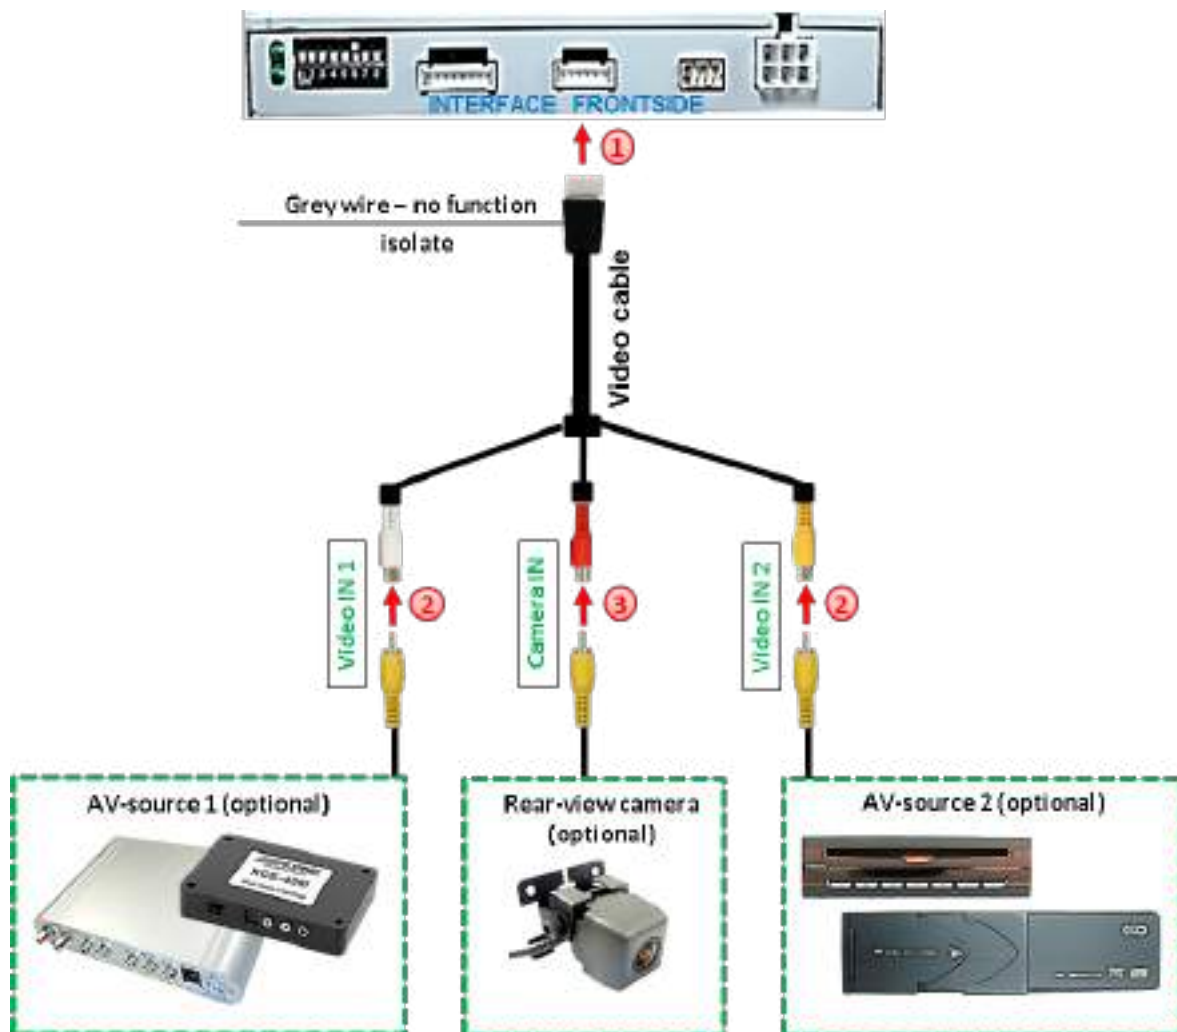 INTERFACE FRONTSIDE
1
Grey wire – no function
isolate
Video cable
Video IN 1
Camera IN
Video IN 2
2
3
2
AV-source 1 (optional)
Rear-view camera
(optional)
AV-source 2 (optional)